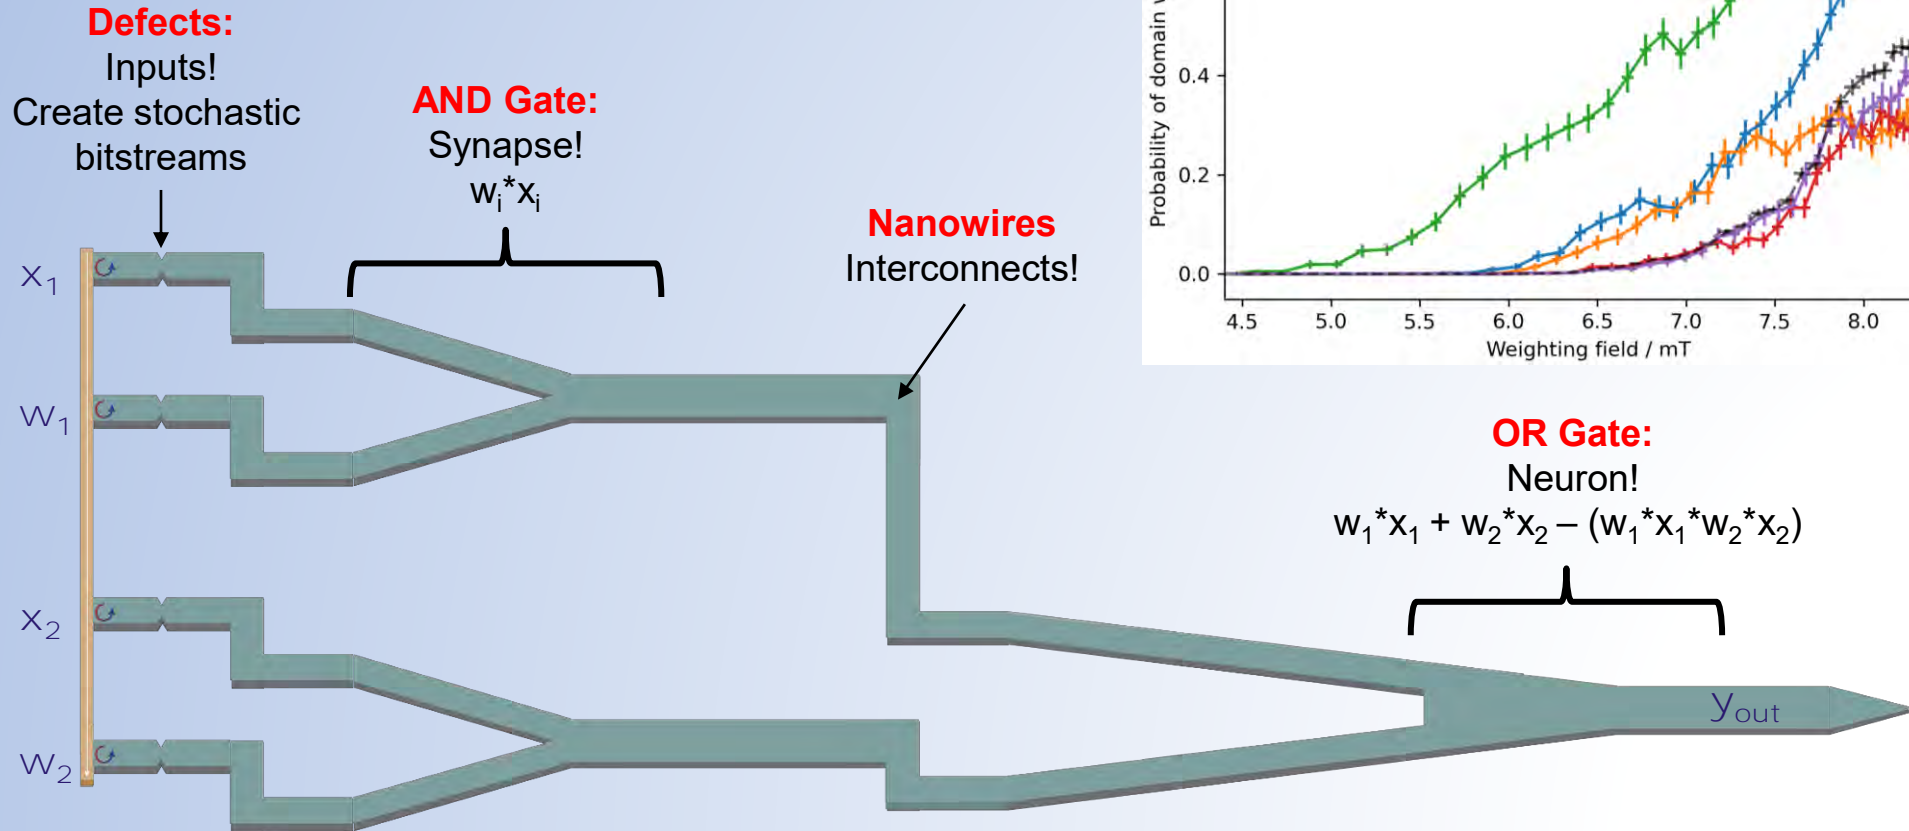 Defects:
Inputs!
Create stochastic
bitstreams
AND Gate:
Synapse!
wᵢ*xᵢ
Nanowires
Interconnects!
OR Gate:
Neuron!
w₁*x₁ + w₂*x₂ – (w₁*x₁*w₂*x₂)
x₁
w₁
x₂
w₂
yout
Probability of domain
0.4
0.2
0.0
4.5 5.0 5.5 6.0 6.5 7.0 7.5 8.0
Weighting field / mT